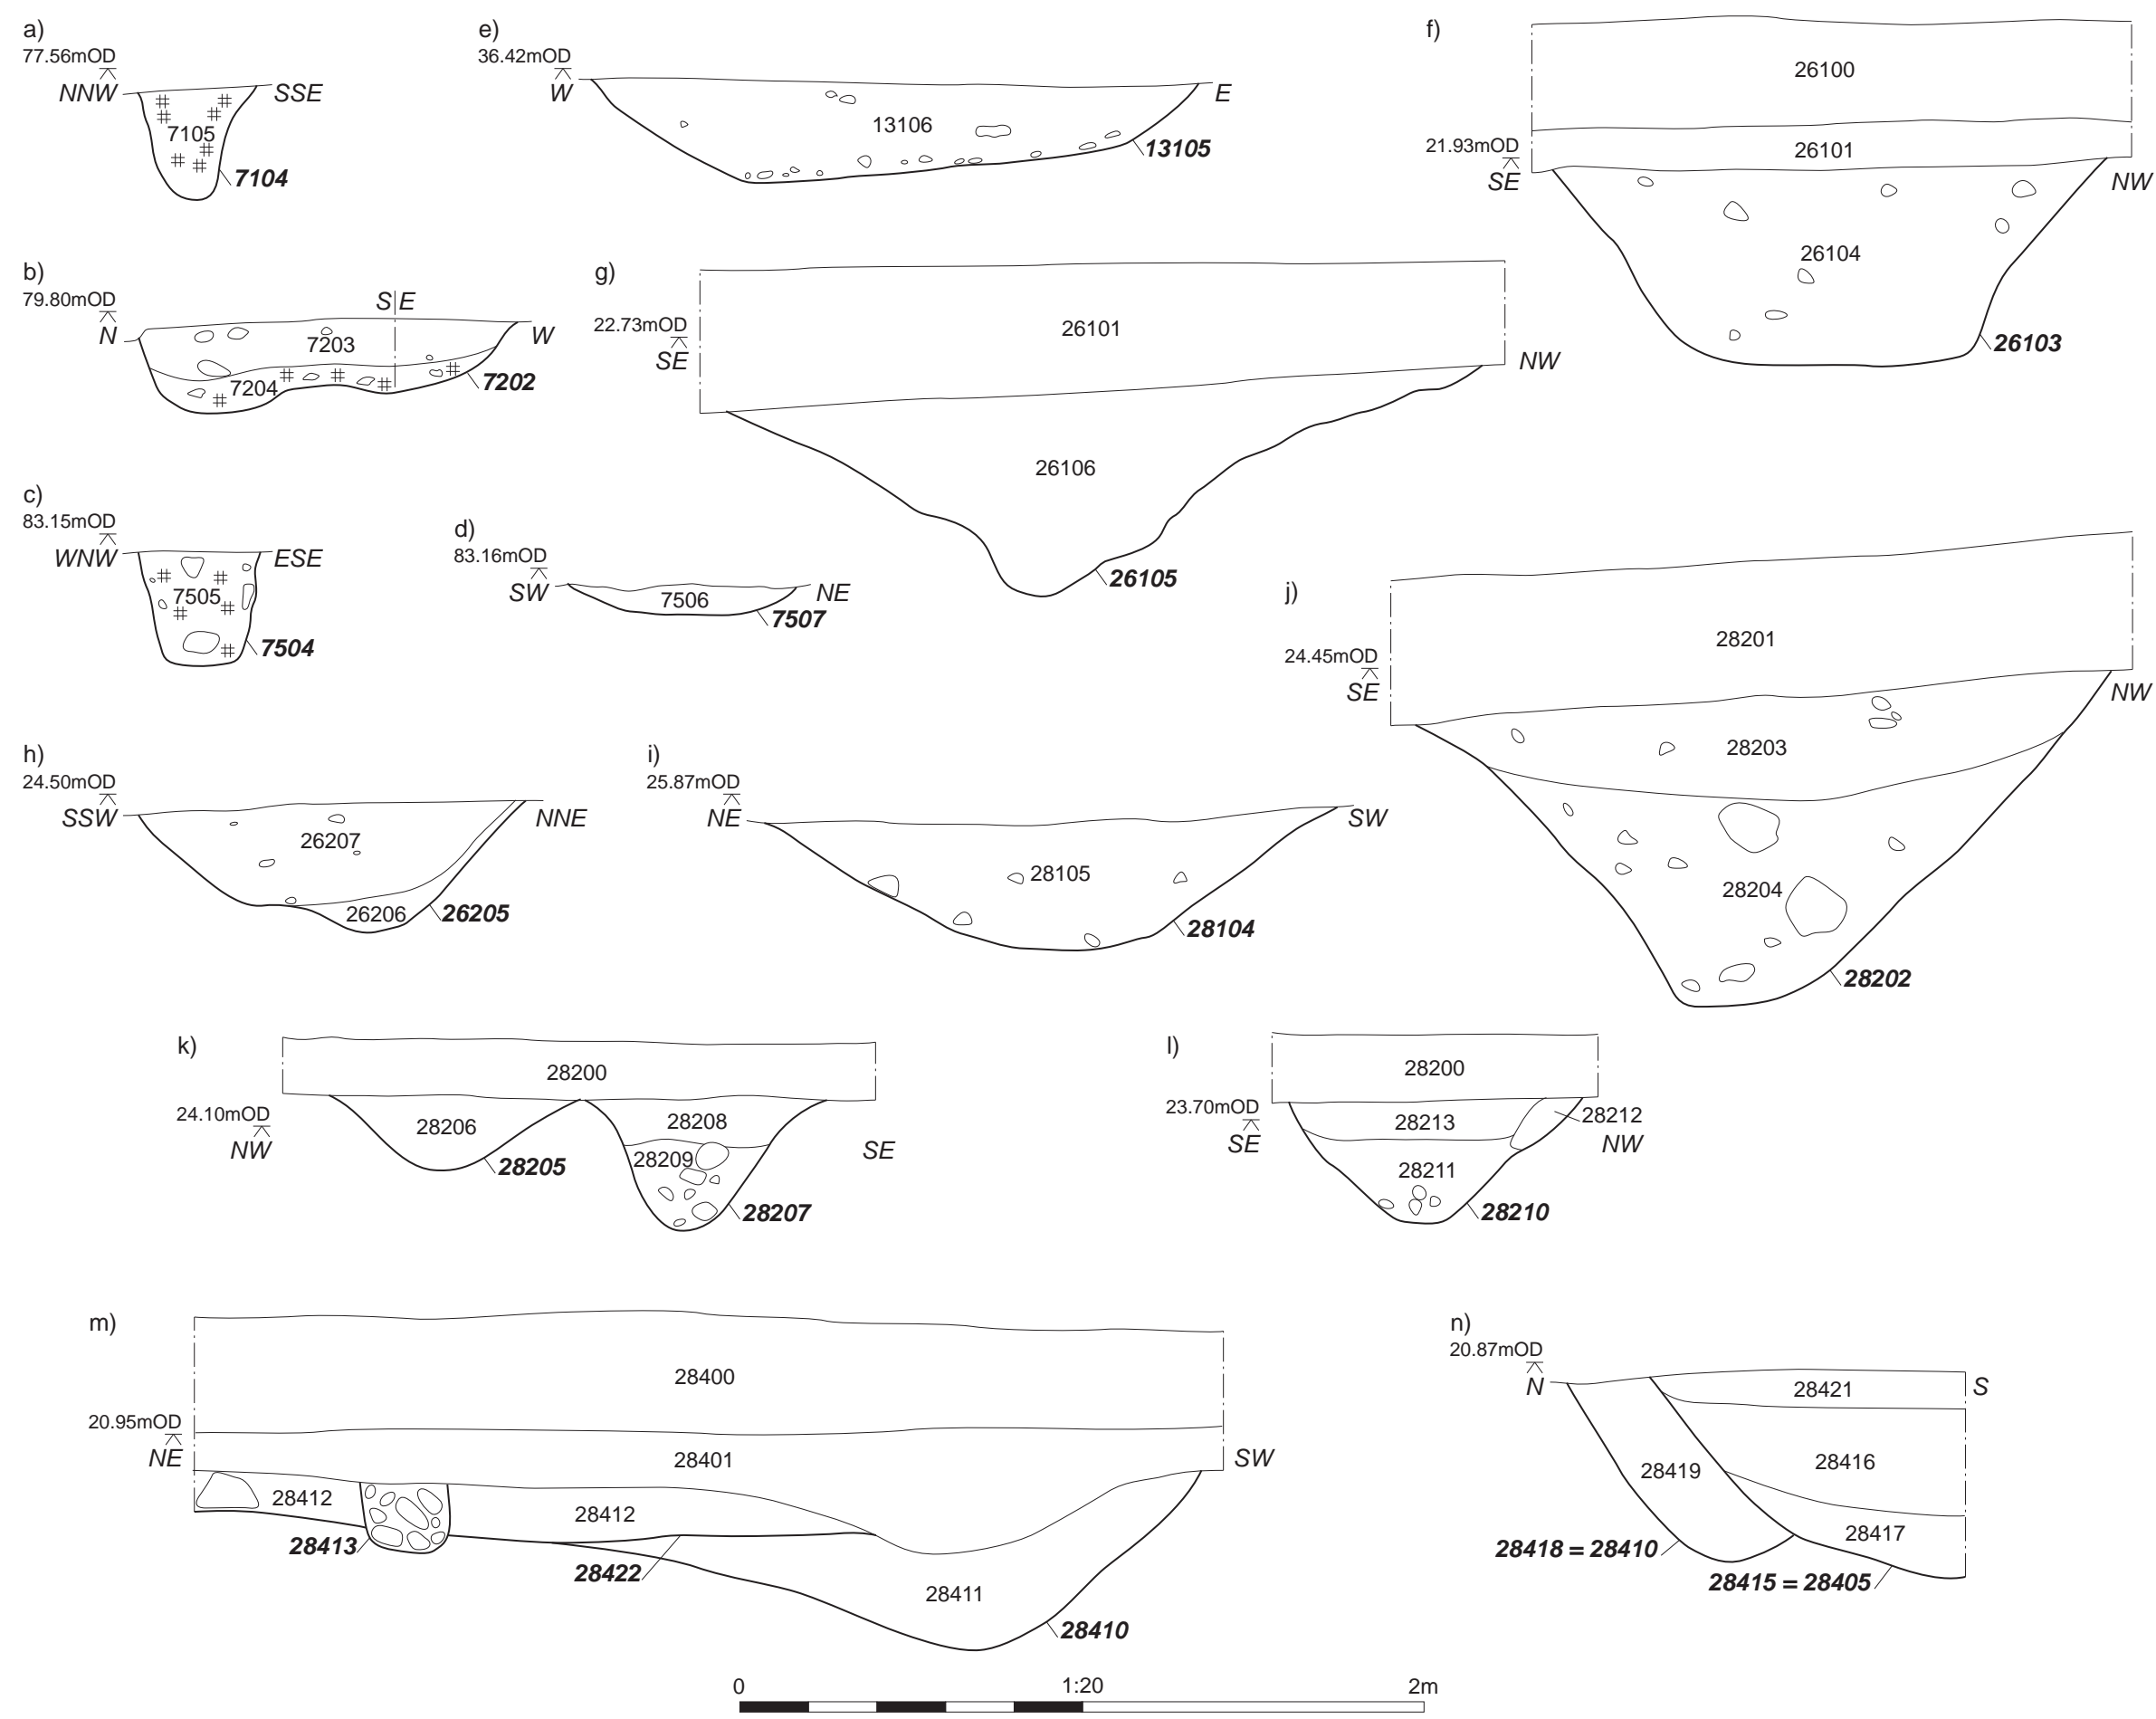 a)
77.56mOD
NNW
SSE
7105
7104
b)
79.80mOD
N
S E
W
7203
7204
7202
c)
83.15mOD
WNW
ESE
7505
7504
d)
83.16mOD
SW
NE
7506
7507
e)
36.42mOD
W
E
13106
13105
f)
26100
26101
21.93mOD
SE
NW
26104
26103
g)
26101
22.73mOD
SE
NW
26106
26105
h)
24.50mOD
SSW
NNE
26207
26206
26205
i)
25.87mOD
NE
SW
28105
28104
j)
28201
24.45mOD
SE
NW
28203
28204
28202
k)
28200
24.10mOD
NW
SE
28206
28208
28209
28205
28207
l)
28200
23.70mOD
SE
28213
28212
NW
28211
28210
m)
28400
20.95mOD
NE
SW
28401
28412
28412
28413
28422
28411
28410
n)
20.87mOD
N
S
28421
28416
28419
28417
28418 = 28410
28415 = 28405
0 1:20 2m